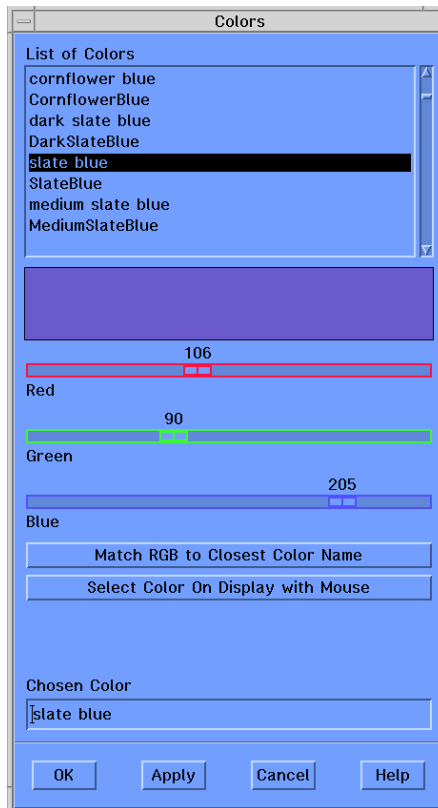 Colors
List of Colors
cornflower blue
CornflowerBlue
dark slate blue
DarkSlateBlue
slate blue
SlateBlue
medium slate blue
MediumSlateBlue
106
Red
90
Green
205
Blue
Match RGB to Closest Color Name
Select Color On Display with Mouse
Chosen Color
slate blue
OK Apply Cancel Help